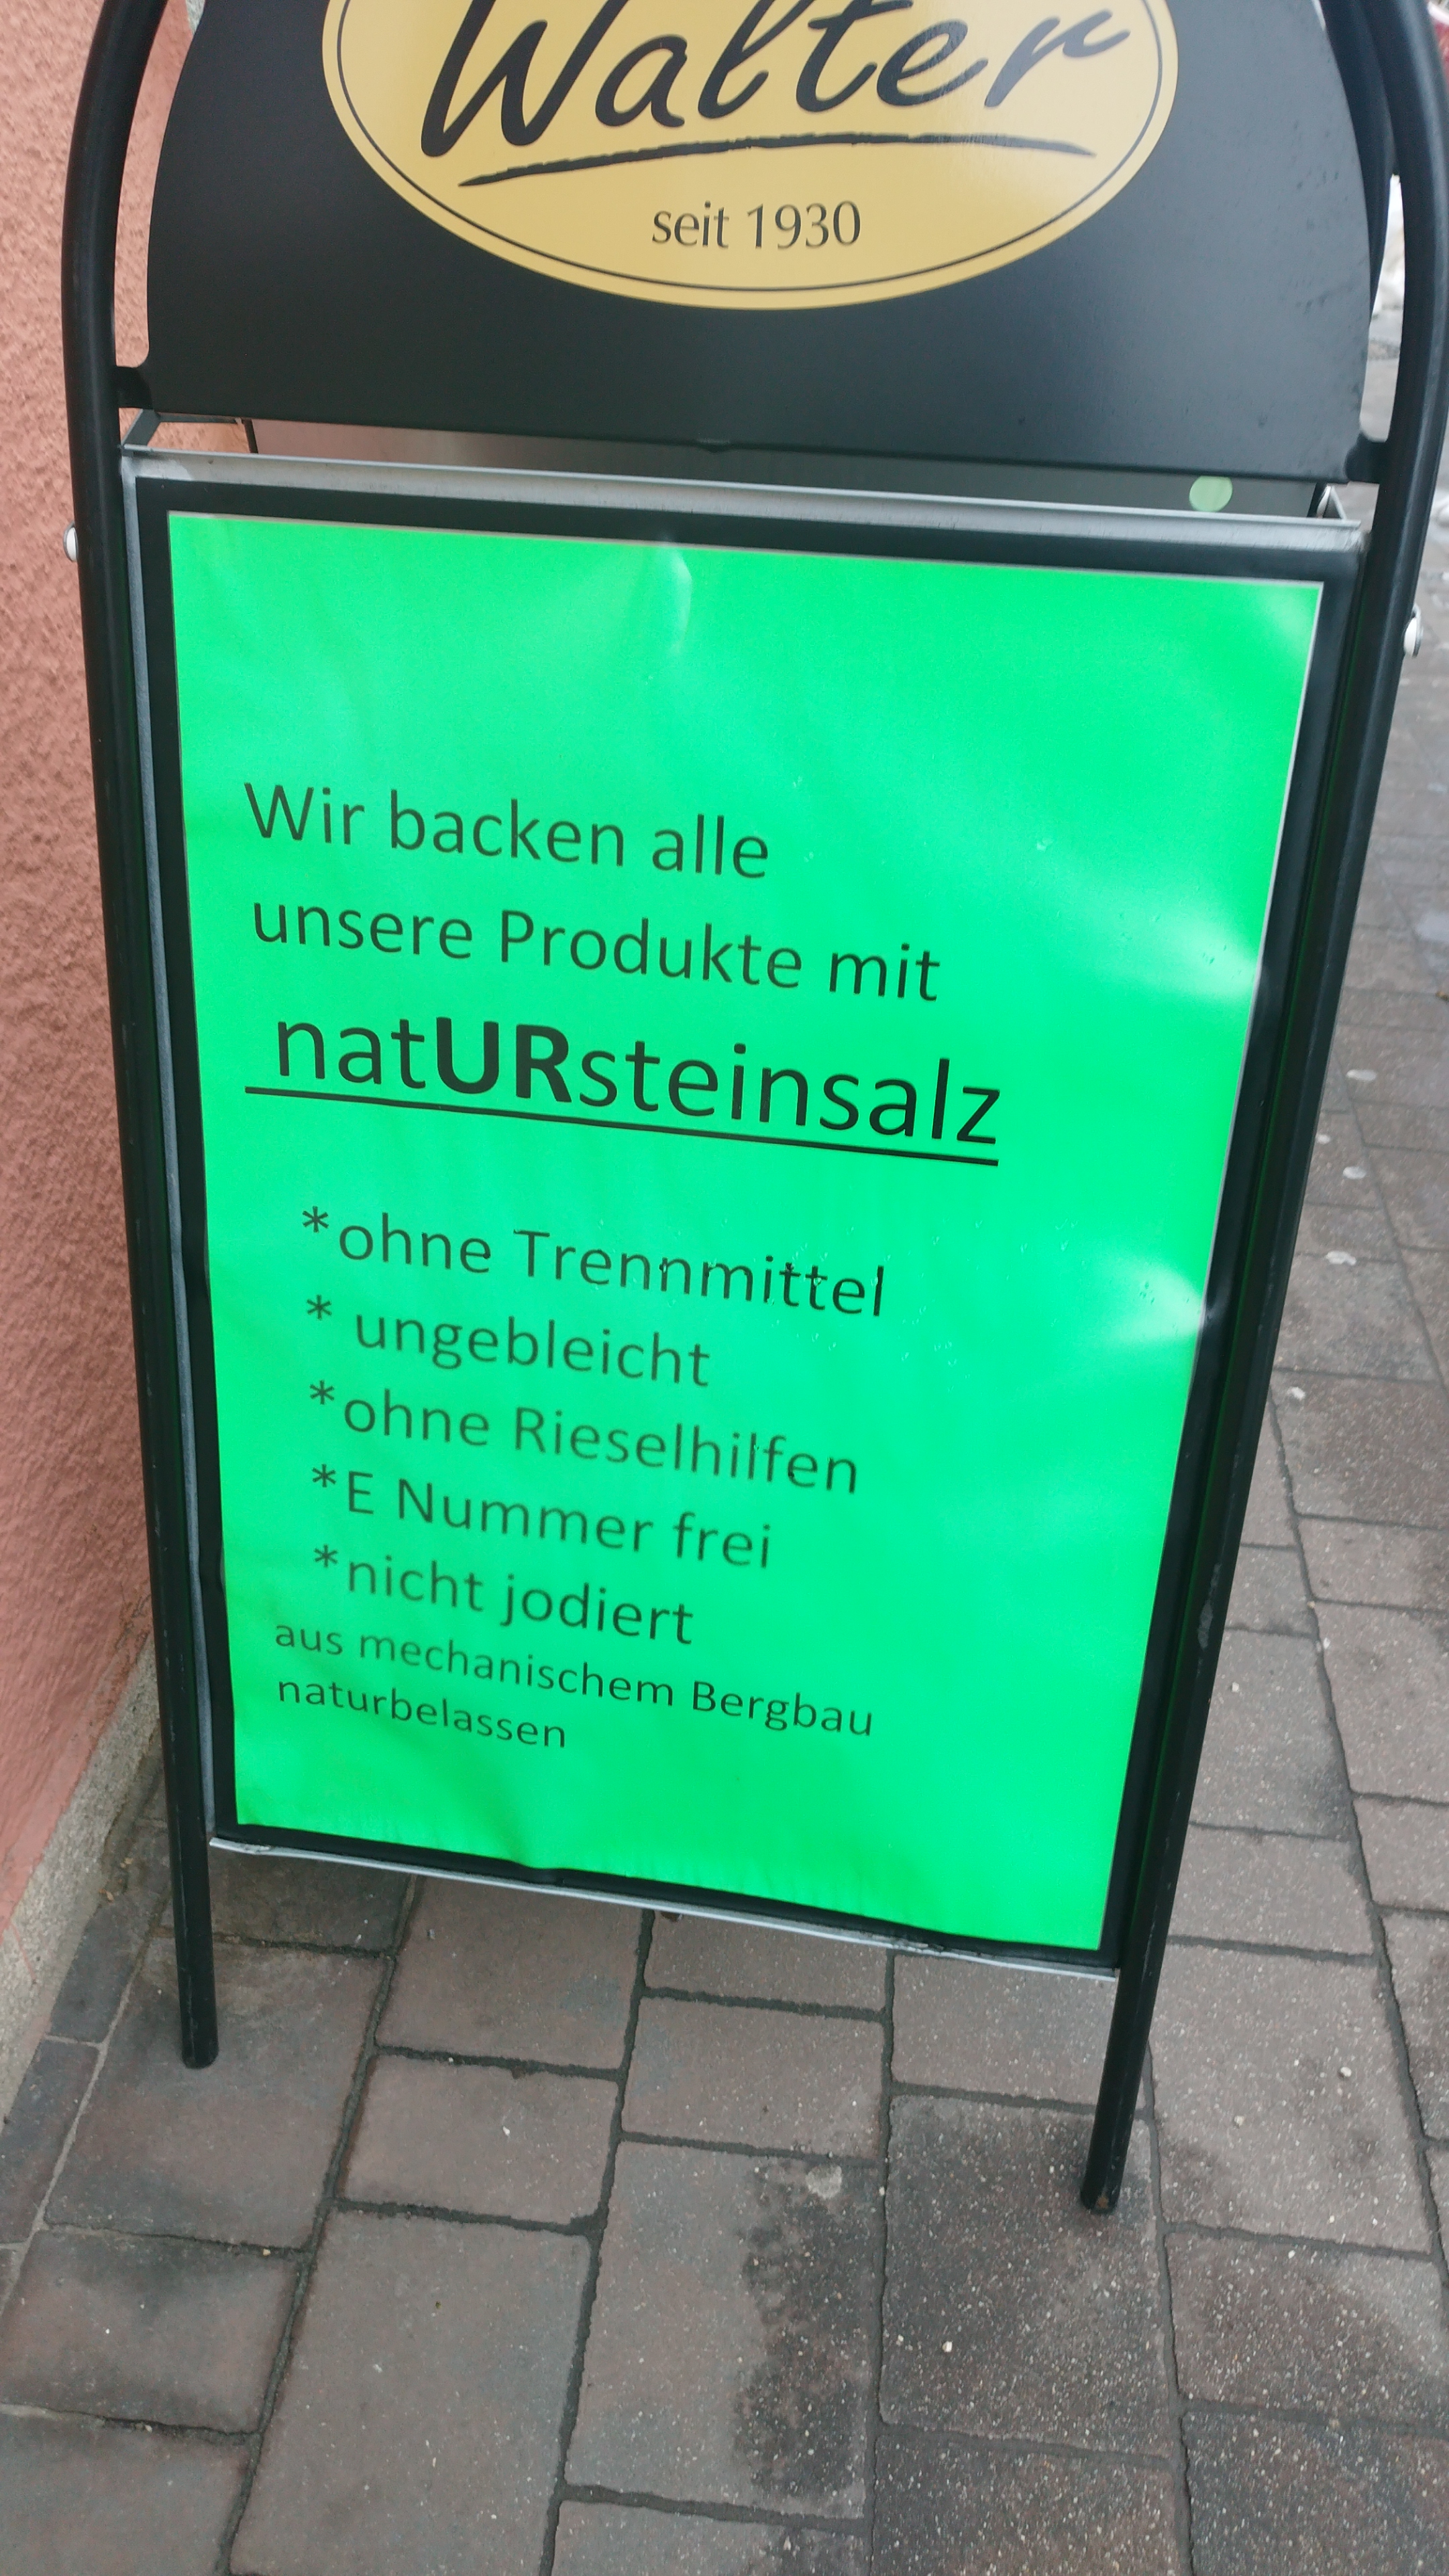 Walter
seit 1930
Wir backen alle
unsere Produkte mit
natURsteinsalz
*ohne Trennmittel
* ungebleicht
*ohne Rieselhilfen
*E Nummer frei
*nicht jodiert
aus mechanischem Bergbau
naturbelassen